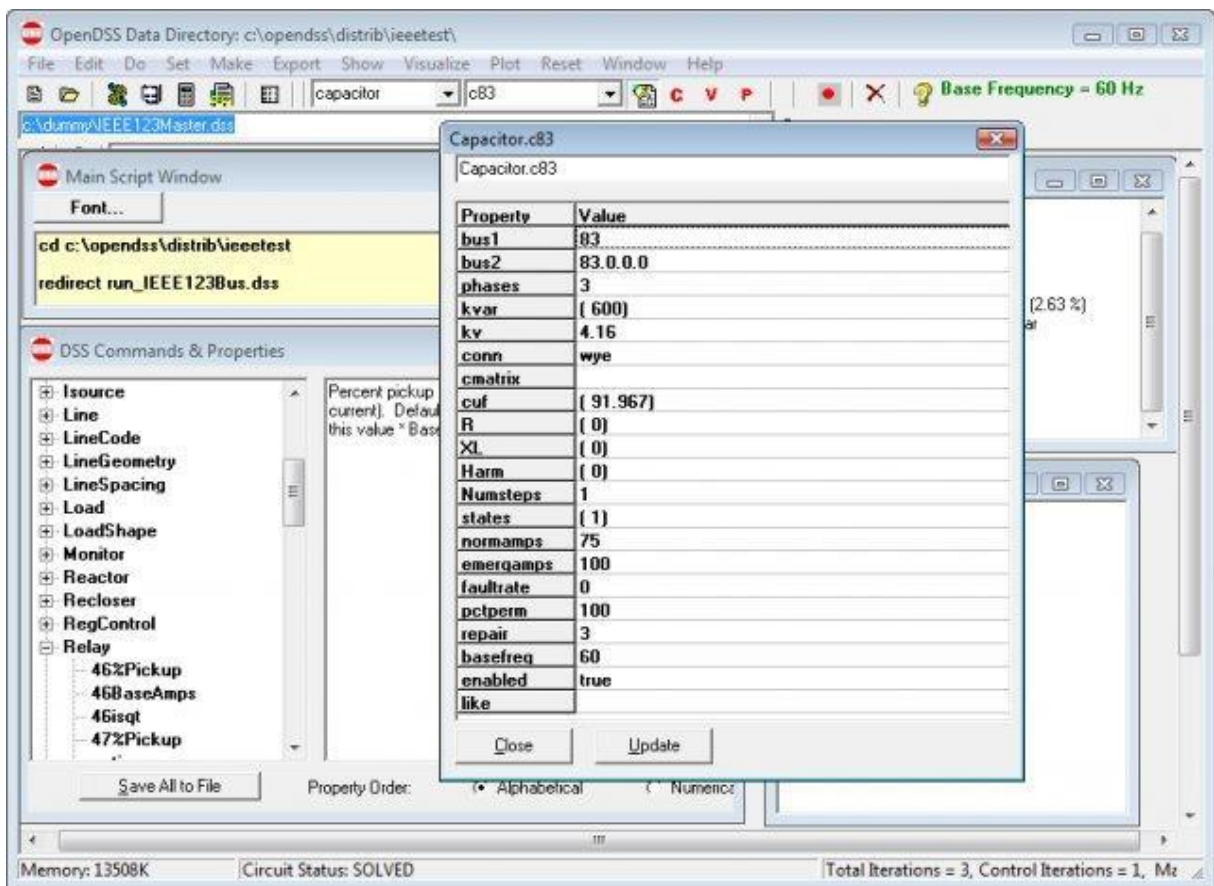 OpenDSS Data Directory: c:\opendss\distrib\ieeetest\
File Edit Do Set Make Export Show Visualize Plot Reset Window Help
capacitor c83 C V P Base Frequency = 60 Hz
c:\dummy\IEEE123Master.dss
Capacitor.c83
Capacitor.c83
Main Script Window
Font...
cd c:\opendss\distrib\ieeetest
redirect run_IEEE123Bus.dss
Property Value
bus1 83
bus2 83.0.0.0
phases 3
kvar ( 600)
kv 4.16
conn wye
cmatrix
cuf ( 91.967)
R ( 0)
XL ( 0)
Harm ( 0)
Numsteps 1
states ( 1)
normamps 75
emergamps 100
faultrate 0
pctperm 100
repair 3
basefreq 60
enabled true
like
Close Update
(2.63 %)
DSS Commands & Properties
Isource
Line
LineCode
LineGeometry
LineSpacing
Load
LoadShape
Monitor
Reactor
Recloser
RegControl
Relay
46%Pickup
46BaseAmps
46isqt
47%Pickup
Percent pickup
current). Defaul
this value * Base
Save All to File Property Order: Alphabetical Numerica
Memory: 13508K Circuit Status: SOLVED Total Iterations = 3, Control Iterations = 1, Ma